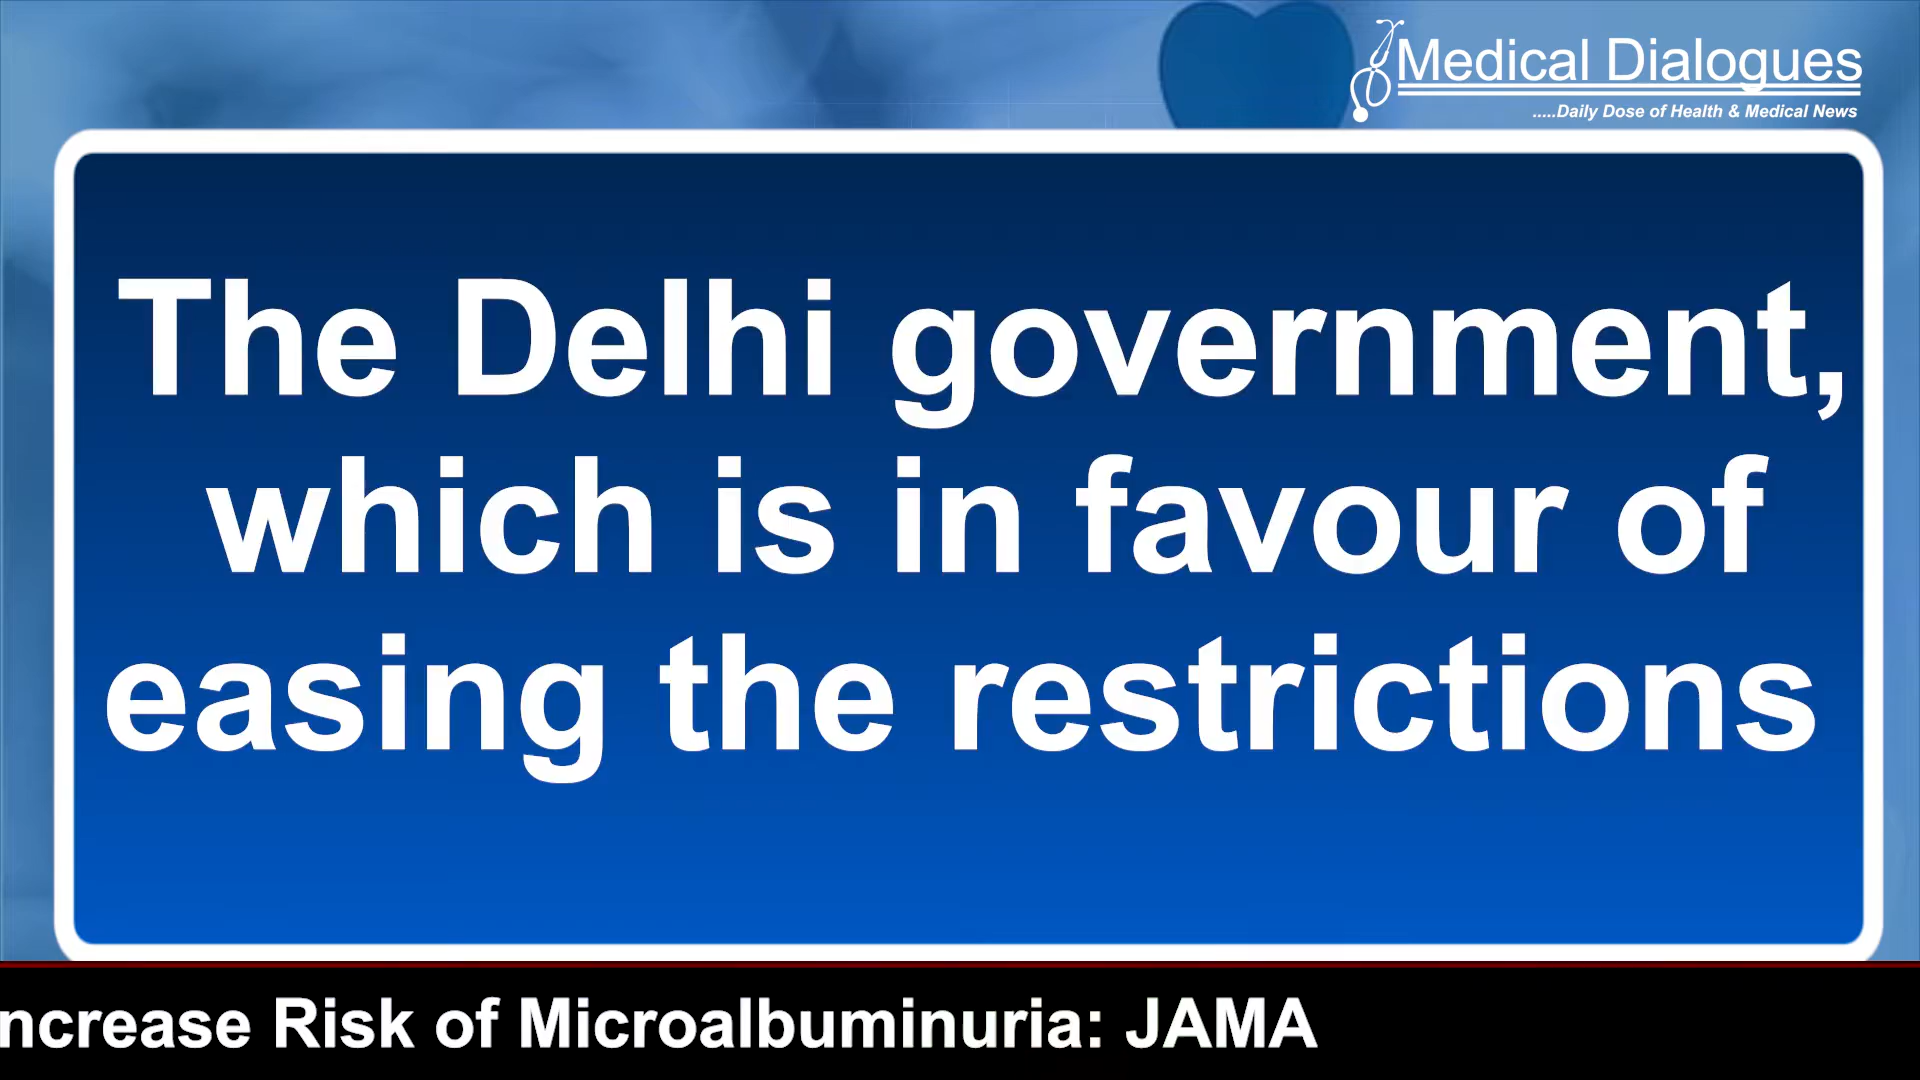 Medical Dialogues
.....Daily Dose of Health & Medical News
The Delhi government,
which is in favour of
easing the restrictions
ncrease Risk of Microalbuminuria: JAMA